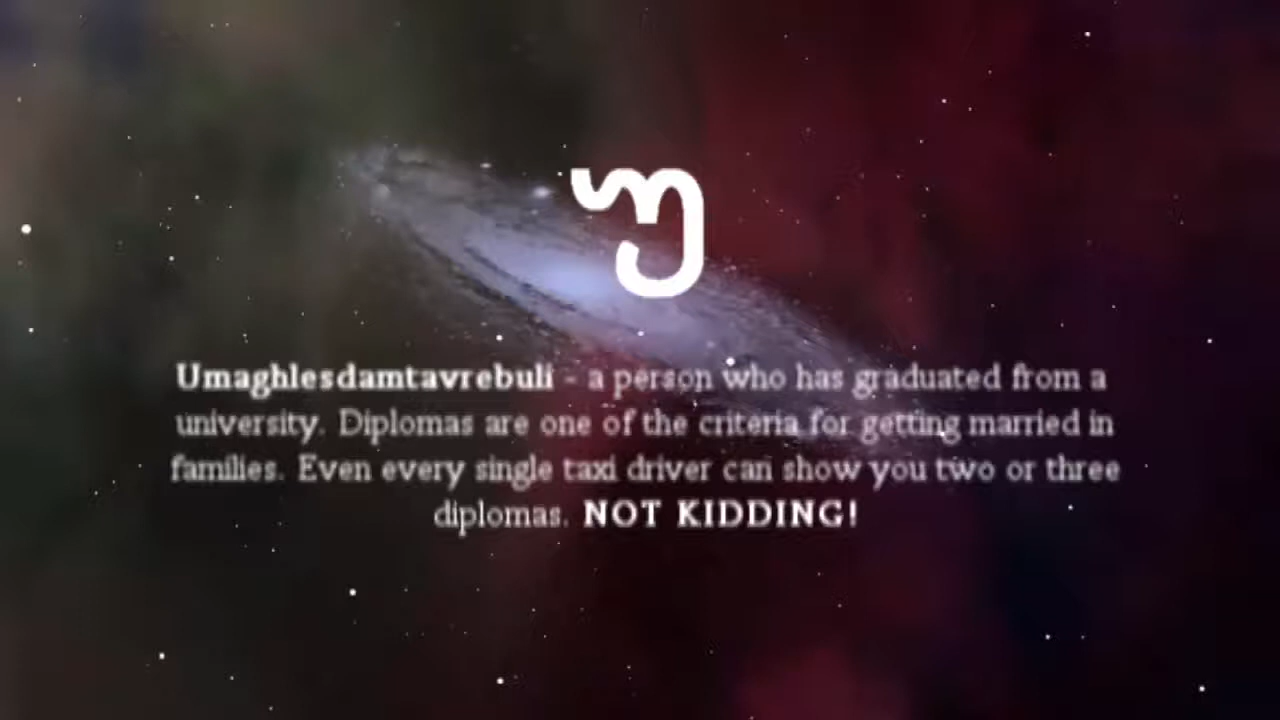 უ
Umaghlesdamtavrebuli - a person who has graduated from a
university. Diplomas are one of the criteria for getting married in
families. Even every single taxi driver can show you two or three
diplomas. NOT KIDDING!